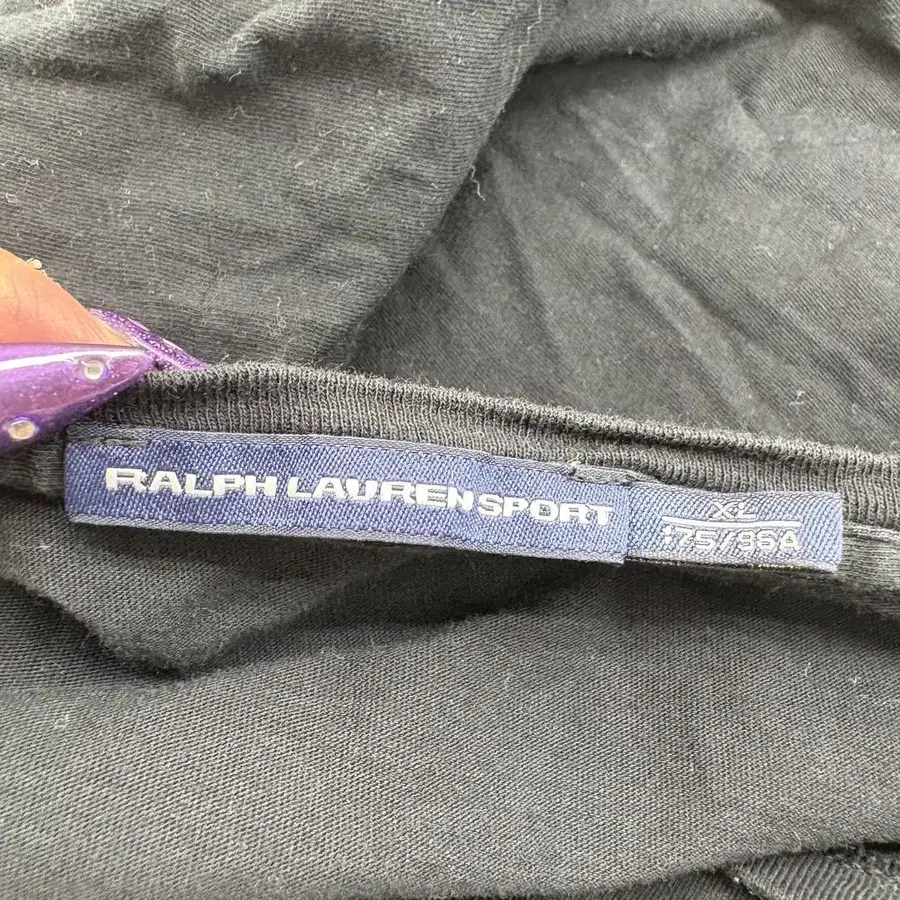 RALPH LAUREN SPORT
XL
175/96A